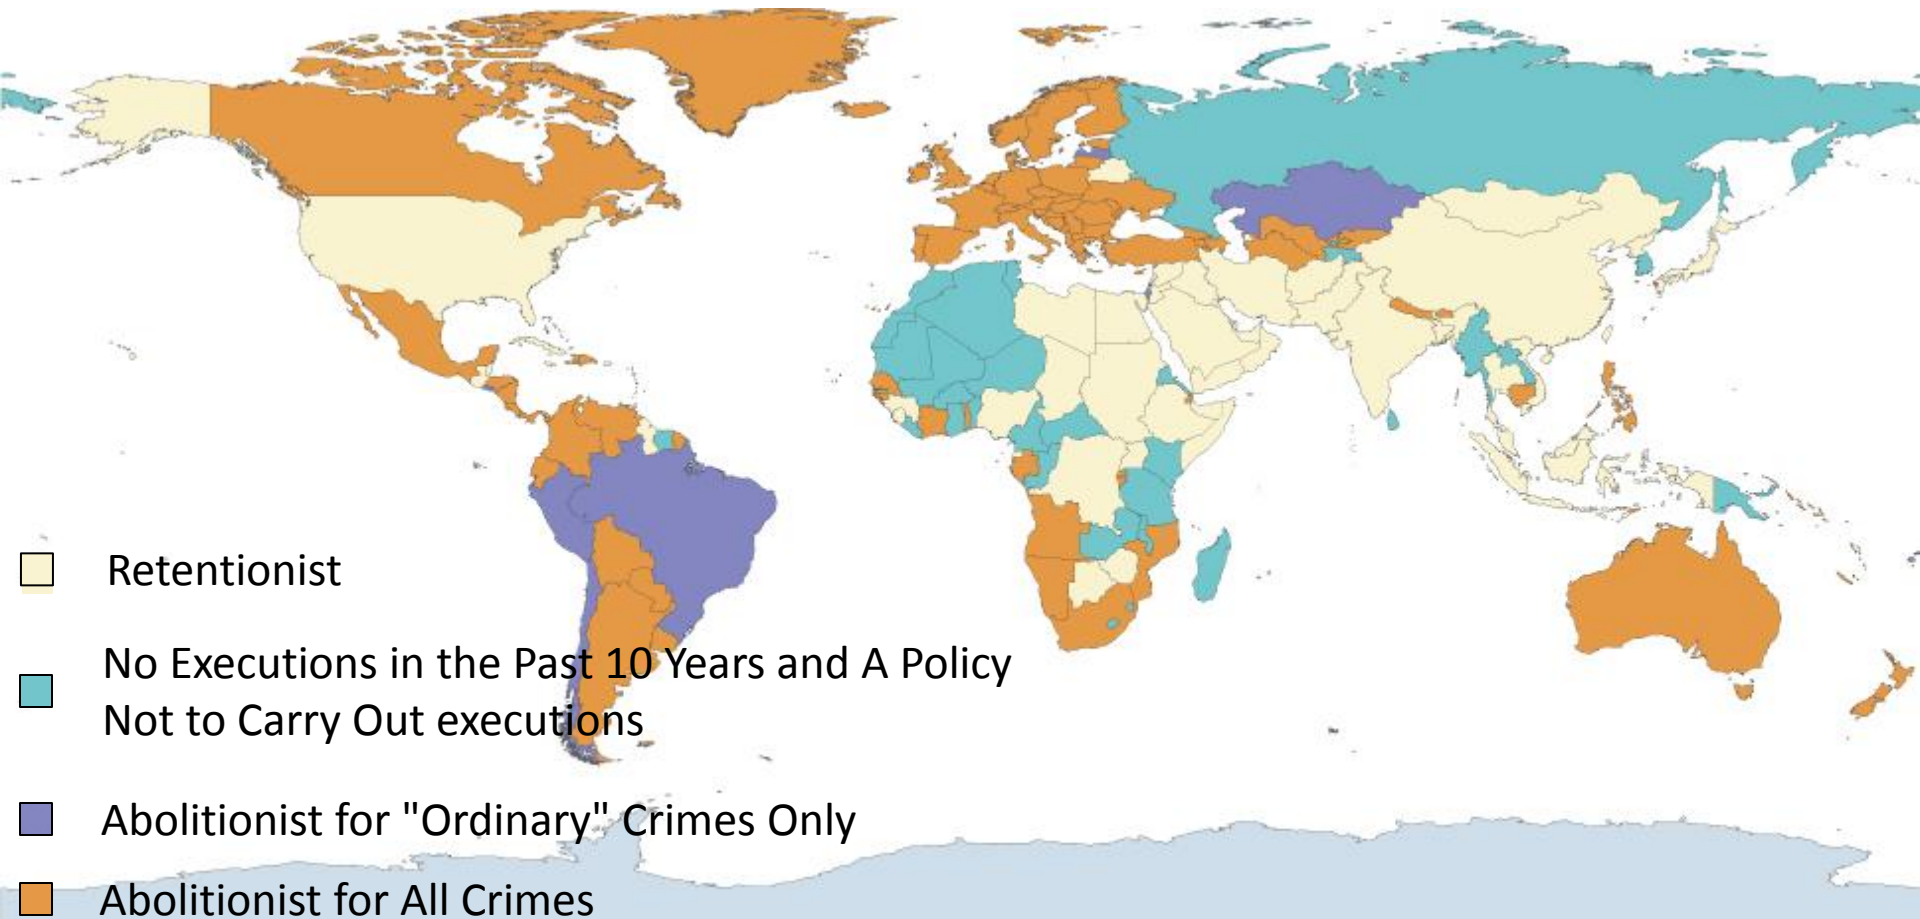 Retentionist
No Executions in the Past 10 Years and A Policy
Not to Carry Out executions
Abolitionist for "Ordinary" Crimes Only
Abolitionist for All Crimes